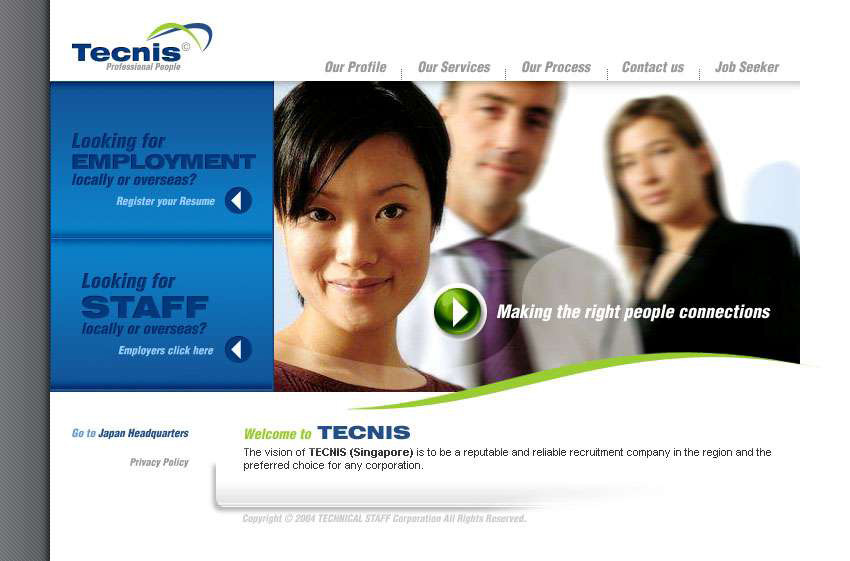 Tecnis©
Professional People
Our Profile
Our Services
Our Process
Contact us
Job Seeker
Looking for
EMPLOYMENT
locally or overseas?
Register your Resume
Looking for
STAFF
locally or overseas?
Employers click here
Making the right people connections
Go to Japan Headquarters
Privacy Policy
Welcome to TECNIS
The vision of TECNIS (Singapore) is to be a reputable and reliable recruitment company in the region and the
preferred choice for any corporation.
Copyright © 2004 TECHNICAL STAFF Corporation All Rights Reserved.